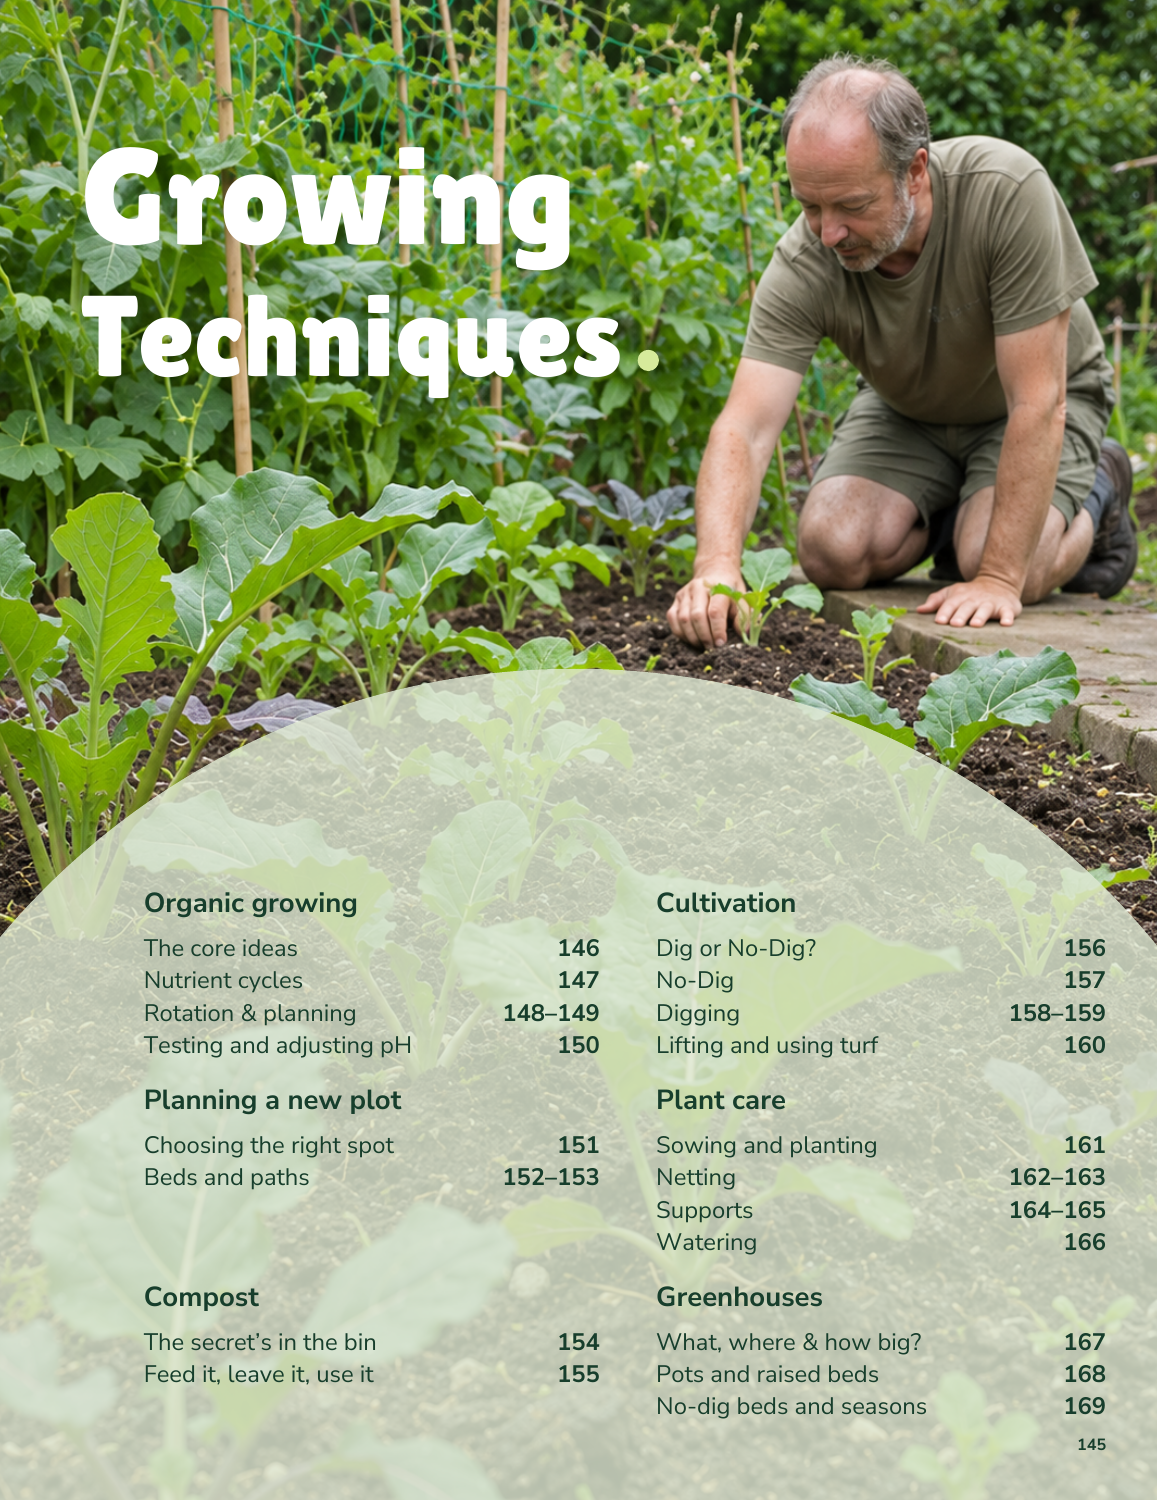 Growing
Techniques.
Organic growing
The core ideas 146
Nutrient cycles 147
Rotation & planning 148–149
Testing and adjusting pH 150
Planning a new plot
Choosing the right spot 151
Beds and paths 152–153
Compost
The secret’s in the bin 154
Feed it, leave it, use it 155
Cultivation
Dig or No-Dig? 156
No-Dig 157
Digging 158–159
Lifting and using turf 160
Plant care
Sowing and planting 161
Netting 162–163
Supports 164–165
Watering 166
Greenhouses
What, where & how big? 167
Pots and raised beds 168
No-dig beds and seasons 169
145